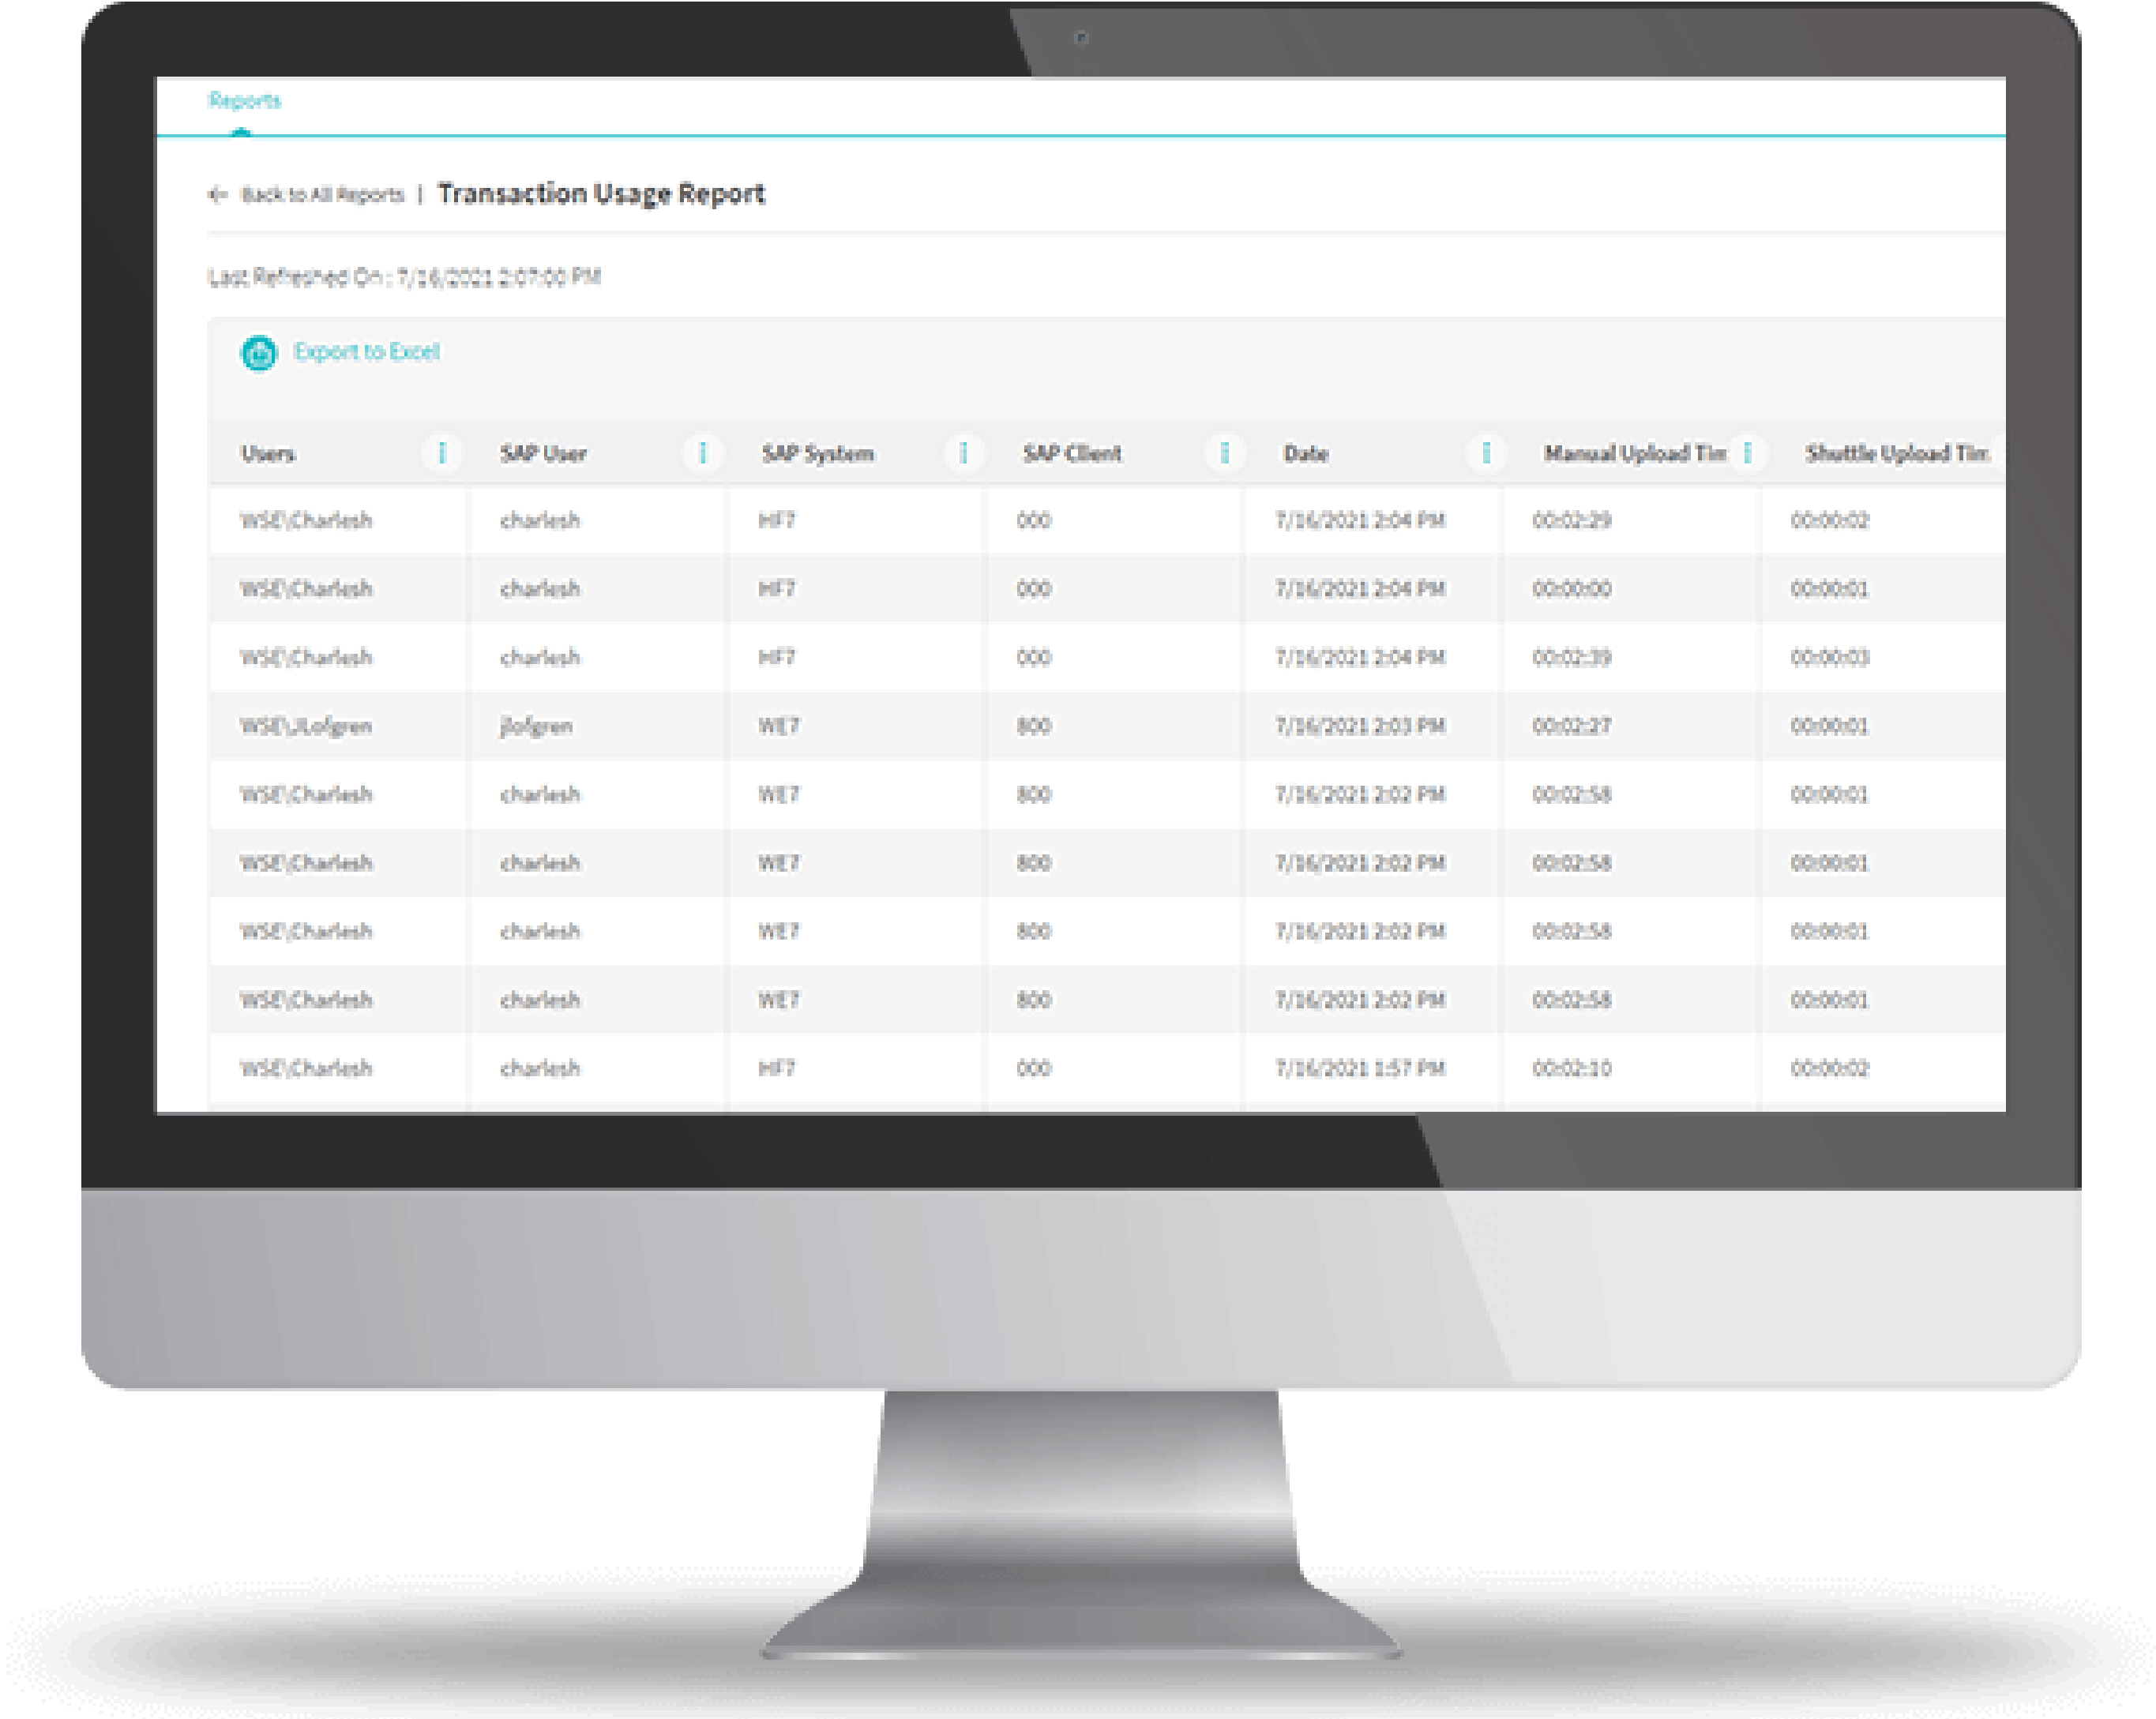 Reports
← Back to All Reports | Transaction Usage Report
Last Refreshed On : 7/16/2021 2:07:00 PM
Export to Excel
Users SAP User SAP System SAP Client Date Manual Upload Tim Shuttle Upload Tim
WSE\Charlesh charlesh HF7 000 7/16/2021 2:04 PM 00:02:29 00:00:02
WSE\Charlesh charlesh HF7 000 7/16/2021 2:04 PM 00:00:00 00:00:01
WSE\Charlesh charlesh HF7 000 7/16/2021 2:04 PM 00:02:39 00:00:03
WSE\JLofgren jlofgren WE7 800 7/16/2021 2:03 PM 00:02:27 00:00:01
WSE\Charlesh charlesh WE7 800 7/16/2021 2:02 PM 00:02:58 00:00:01
WSE\Charlesh charlesh WE7 800 7/16/2021 2:02 PM 00:02:58 00:00:01
WSE\Charlesh charlesh WE7 800 7/16/2021 2:02 PM 00:02:58 00:00:01
WSE\Charlesh charlesh WE7 800 7/16/2021 2:02 PM 00:02:58 00:00:01
WSE\Charlesh charlesh HF7 000 7/16/2021 1:57 PM 00:02:10 00:00:02